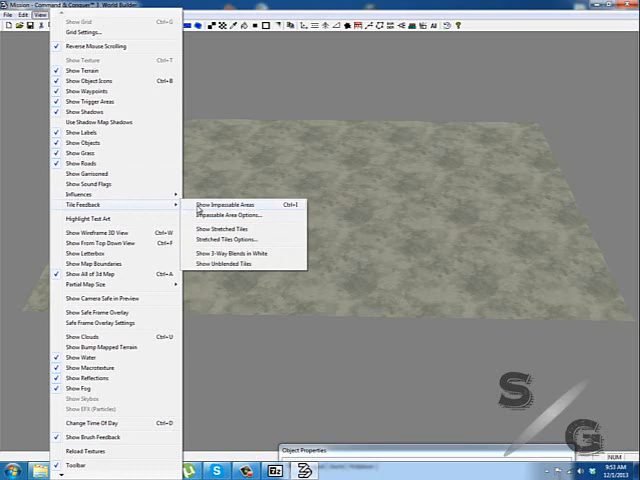 Mission - Command & Conquer™ 3: World Builder
File Edit View
Show Grid Ctrl+G
Grid Settings...
Reverse Mouse Scrolling
Show Texture Ctrl+T
Show Terrain
Show Object Icons Ctrl+B
Show Waypoints
Show Trigger Areas
Show Shadows
Use Shadow Map Shadows
Show Labels
Show Objects
Show Grass
Show Roads
Show Garrisoned
Show Sound Flags
Influences
Tile Feedback
Show Impassable Areas Ctrl+I
Impassable Area Options...
Show Stretched Tiles
Stretched Tiles Options...
Show 3-Way Blends in White
Show Unblended Tiles
Highlight Test Art
Show Wireframe 3D View Ctrl+W
Show From Top Down View Ctrl+F
Show Letterbox
Show Map Boundaries
Show All of 3d Map Ctrl+A
Partial Map Size
Show Camera Safe in Preview
Show Safe Frame Overlay
Safe Frame Overlay Settings
Show Clouds Ctrl+U
Show Bump Mapped Terrain
Show Water
Show Macrotexture
Show Reflections
Show Fog
Show Skybox
Show EFX (Particles)
Change Time Of Day Ctrl+D
Show Brush Feedback
Reload Textures
Toolbar
S
G
Object Properties
NUM
9:53 AM
12/1/2013